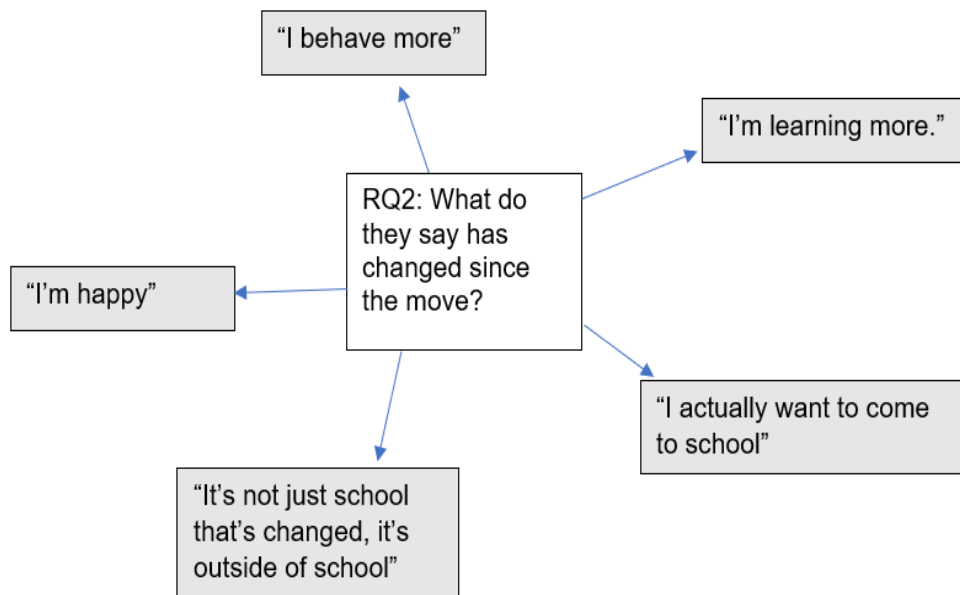 “I behave more”
“I’m learning more.”
RQ2: What do
they say has
changed since
the move?
“I’m happy”
“I actually want to come
to school”
“It’s not just school
that’s changed, it’s
outside of school”